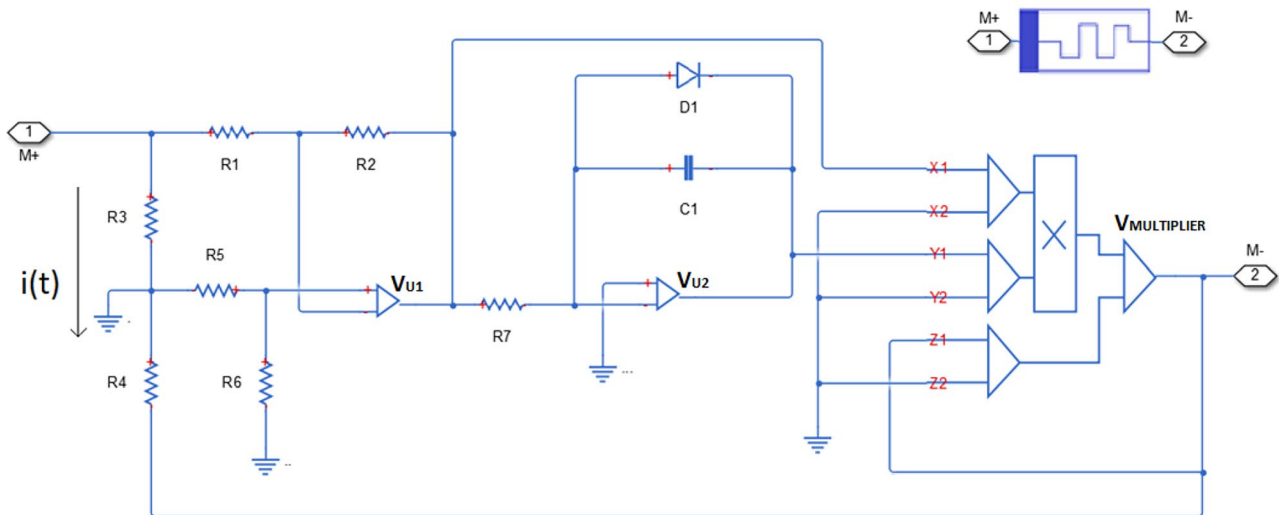 M+
M-
1
2
D1
1
M+
R1
R2
C1
X1
X2
VMULTIPLIER
R3
R5
Y1
M-
i(t)
VU1
VU2
2
Y2
R7
Z1
R4
R6
Z2